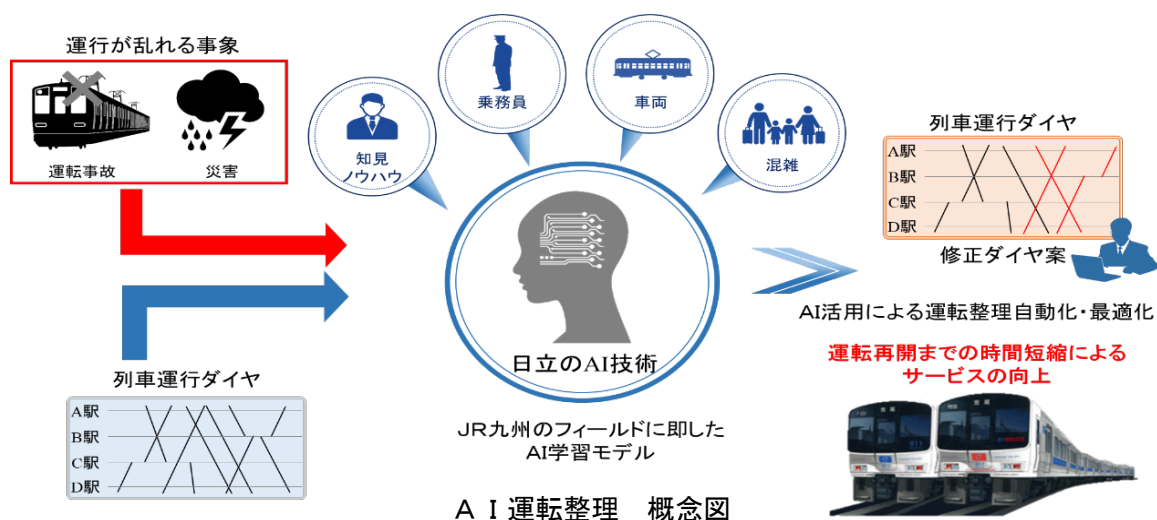 運行が乱れる事象
運転事故
災害
知見
ノウハウ
乗務員
車両
混雑
列車運行ダイヤ
A駅
B駅
C駅
D駅
修正ダイヤ案
AI活用による運転整理自動化・最適化
運転再開までの時間短縮による
サービスの向上
日立のAI技術
JR九州のフィールドに即した
AI学習モデル
列車運行ダイヤ
A駅
B駅
C駅
D駅
ＡＩ運転整理　概念図